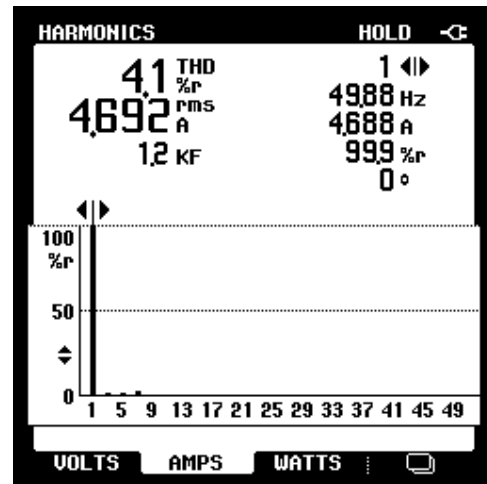 HARMONICS HOLD
4.1 THD %r 1
4.692 rms A 49.88 Hz
1.2 KF 4.688 A
99.9 %r
0 °
100
%r
50
0
1 5 9 13 17 21 25 29 33 37 41 45 49
VOLTS AMPS WATTS